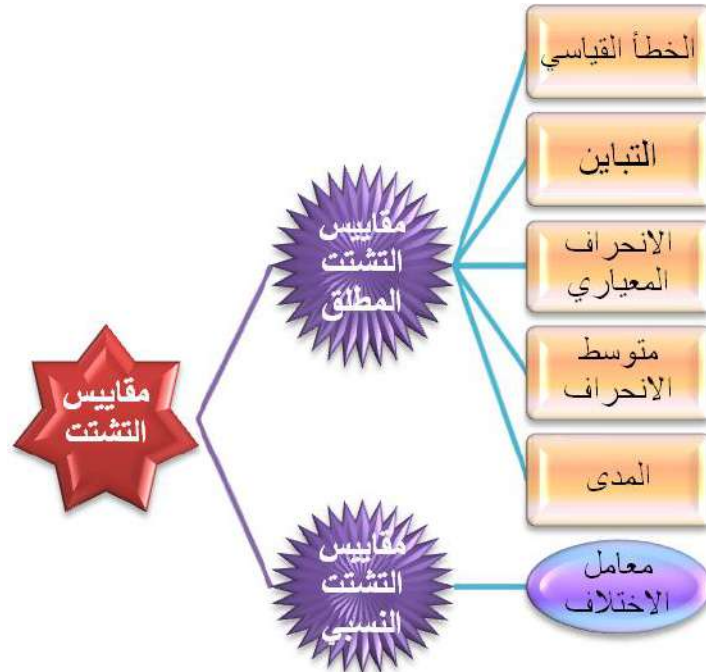 الخطأ القياسي
التباين
الانحراف
المعياري
متوسط
الانحراف
المدى
مقاييس
التشتت
المطلق
مقاييس
التشتت
مقاييس
التشتت
النسبي
معامل
الاختلاف